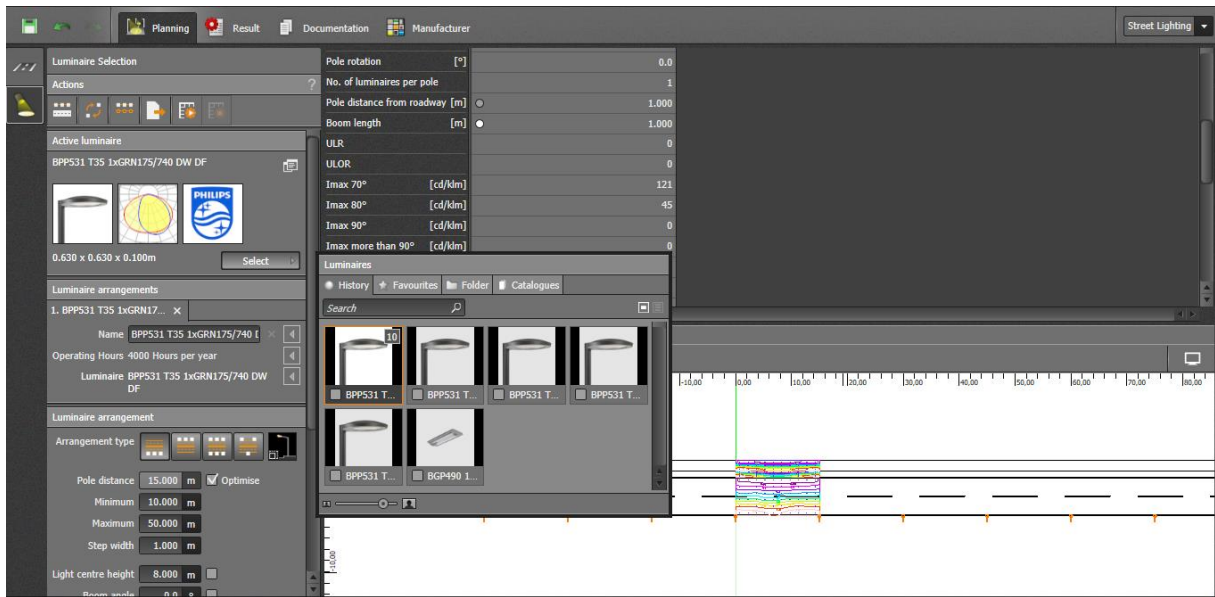 Planning Result Documentation Manufacturer Street Lighting
Luminaire Selection
Actions ?
Active luminaire
BPP531 T35 1xGRN175/740 DW DF
PHILIPS
0.630 x 0.630 x 0.100m Select
Luminaire arrangements
1. BPP531 T35 1xGRN17... ×
Name BPP531 T35 1xGRN175/740 [
Operating Hours 4000 Hours per year
Luminaire BPP531 T35 1xGRN175/740 DW
DF
Luminaire arrangement
Arrangement type
Pole distance 15.000 m Optimise
Minimum 10.000 m
Maximum 50.000 m
Step width 1.000 m
Light centre height 8.000 m
Boom angle 0.0 °
Pole rotation [°] 0.0
No. of luminaires per pole 1
Pole distance from roadway [m] 1.000
Boom length [m] 1.000
ULR 0
ULOR 0
Imax 70° [cd/klm] 121
Imax 80° [cd/klm] 45
Imax 90° [cd/klm] 0
Imax more than 90° [cd/klm] 0
Luminaires
History Favourites Folder Catalogues
Search
10
BPP531 T... BPP531 T... BPP531 T... BPP531 T...
BPP531 T... BGP490 1...
-10,00 0,00 10,00 20,00 30,00 40,00 50,00 60,00 70,00 80,00
-10,00